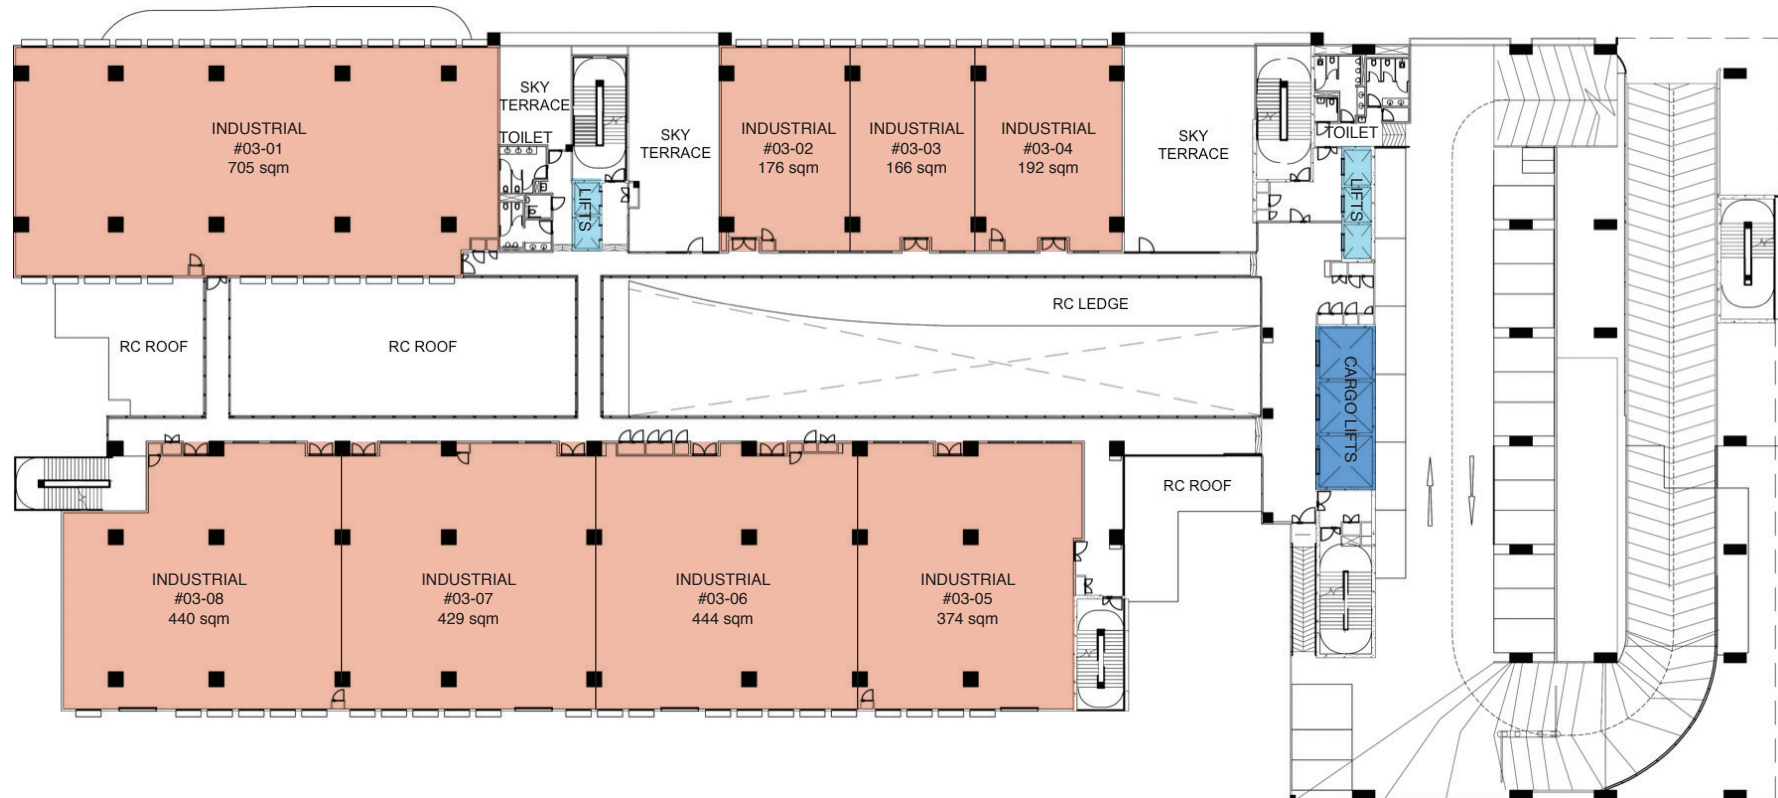 INDUSTRIAL
#03-01
705 sqm
SKY
TERRACE
TOILET
LIFTS
SKY
TERRACE
INDUSTRIAL
#03-02
176 sqm
INDUSTRIAL
#03-03
166 sqm
INDUSTRIAL
#03-04
192 sqm
SKY
TERRACE
TOILET
LIFTS
RC ROOF
RC ROOF
RC LEDGE
CARGO LIFTS
RC ROOF
INDUSTRIAL
#03-08
440 sqm
INDUSTRIAL
#03-07
429 sqm
INDUSTRIAL
#03-06
444 sqm
INDUSTRIAL
#03-05
374 sqm